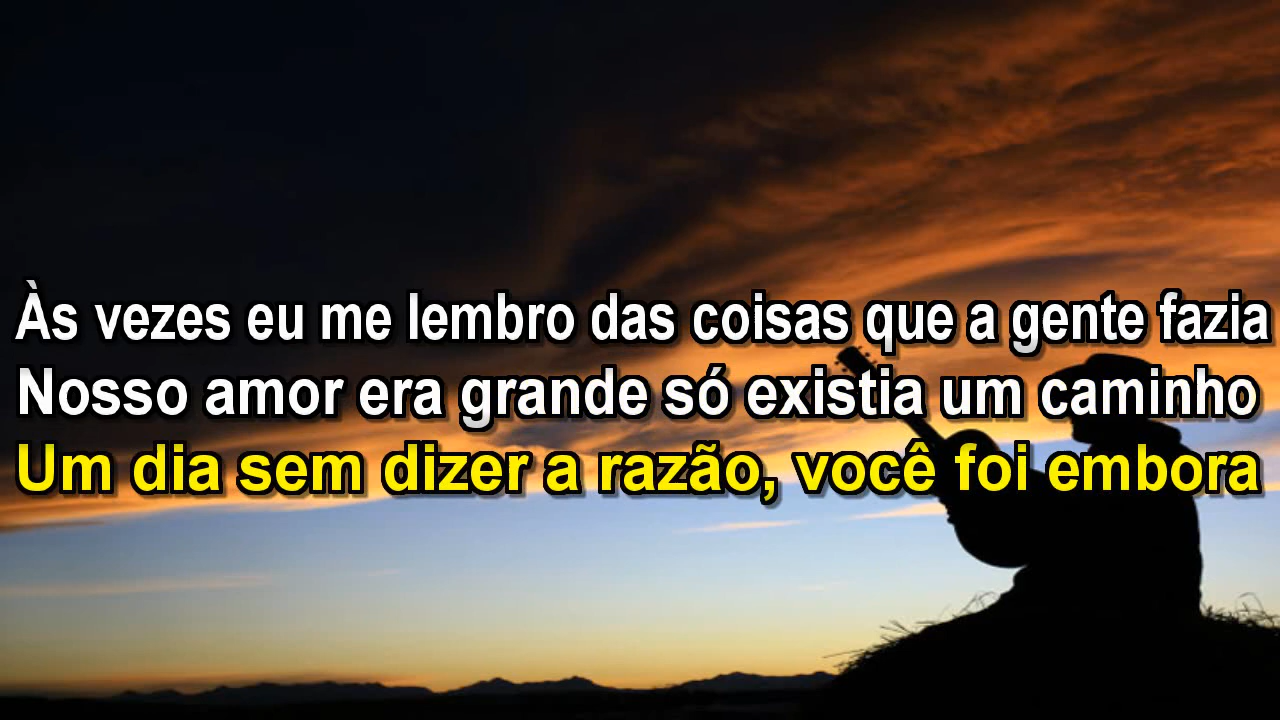 Às vezes eu me lembro das coisas que a gente fazia
Nosso amor era grande só existia um caminho
Um dia sem dizer a razão, você foi embora